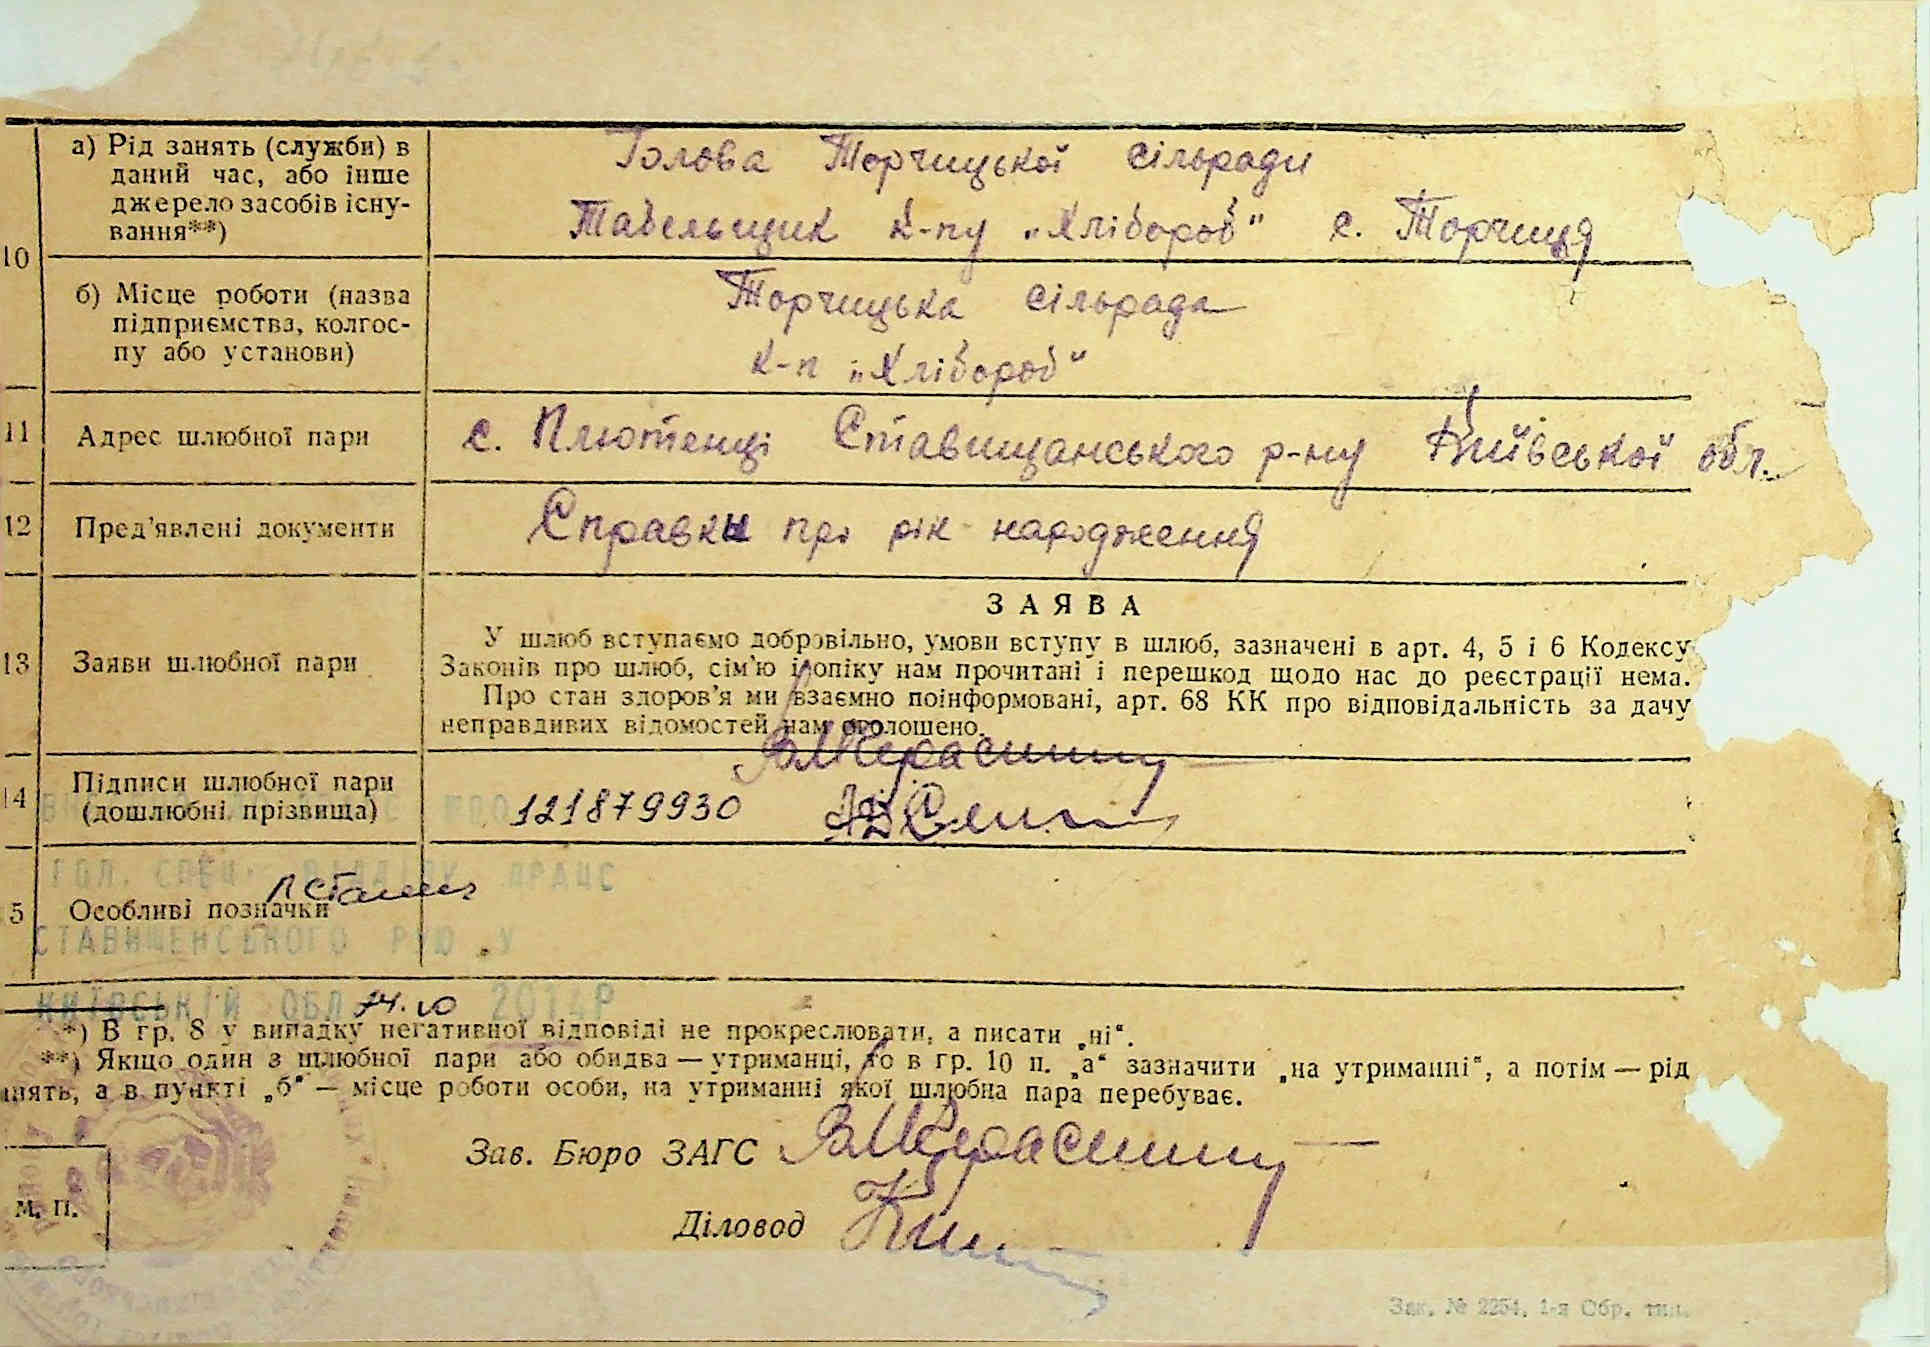 10
а) Рід занять (служби) в
даний час, або інше
джерело засобів існу-
вання**)
Голова Торчицької сільради
Табельщик к-пу „Хлібороб" с. Торчиця
б) Місце роботи (назва
підприємства, колгос-
пу або установи)
Торчицька сільрада
к-п „Хлібороб"
11
Адрес шлюбної пари
с. Плютенці Ставищанського р-ну Київської обл.
12
Пред'явлені документи
Справки про рік народження
13
Заяви шлюбної пари
ЗАЯВА
У шлюб вступаємо добровільно, умови вступу в шлюб, зазначені в арт. 4, 5 і 6 Кодексу
Законів про шлюб, сім'ю і опіку нам прочитані і перешкод щодо нас до реєстрації нема.
Про стан здоров'я ми взаємно поінформовані, арт. 68 КК про відповідальність за дачу
неправдивих відомостей нам оголошено.
14
Підписи шлюбної пари
(дошлюбні прізвища)
121879930
ГОЛ. СПЕЦ. ВІДДІЛУ ДРАЦС
5
Особливі позначки
СТАВИЩЕНСЬКОГО РУЮ У
КИЇВСЬКІЙ ОБЛ 2014Р
*) В гр. 8 у випадку негативної відповіді не прокреслювати, а писати „ні".
**) Якщо один з шлюбної пари або обидва — утриманці, то в гр. 10 п. „а" зазначити „на утриманні", а потім — рід
нять, а в пункті „б" — місце роботи особи, на утриманні якої шлюбна пара перебуває.
Зав. Бюро ЗАГС
Діловод
М. П.
Зак. № 2254. 1-я Обр. тип.